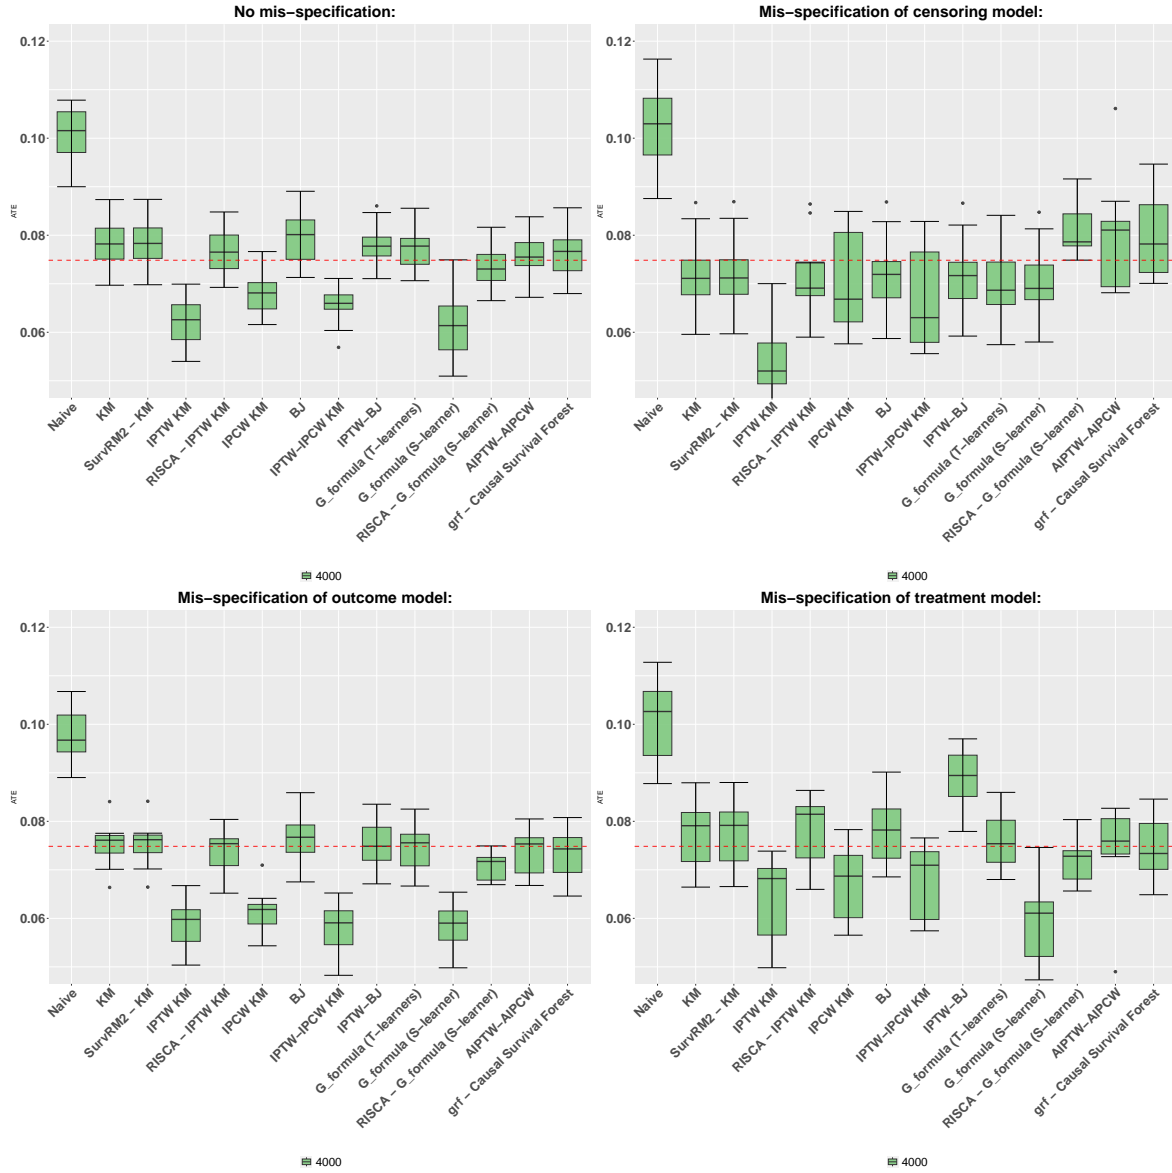 No mis-specification:
0.12
0.10
0.08
0.06
ATE
Naive
KM
SurvRM2 - KM
IPTW KM
RISCA - IPTW KM
IPCW KM
BJ
IPTW-IPCW KM
IPTW-BJ
G_formula (T-learners)
G_formula (S-learner)
RISCA - G_formula (S-learner)
AIPTW-AIPCW
grf - Causal Survival Forest
4000
Mis-specification of censoring model:
0.12
0.10
0.08
0.06
ATE
Naive
KM
SurvRM2 - KM
IPTW KM
RISCA - IPTW KM
IPCW KM
BJ
IPTW-IPCW KM
IPTW-BJ
G_formula (T-learners)
G_formula (S-learner)
RISCA - G_formula (S-learner)
AIPTW-AIPCW
grf - Causal Survival Forest
4000
Mis-specification of outcome model:
0.12
0.10
0.08
0.06
ATE
Naive
KM
SurvRM2 - KM
IPTW KM
RISCA - IPTW KM
IPCW KM
BJ
IPTW-IPCW KM
IPTW-BJ
G_formula (T-learners)
G_formula (S-learner)
RISCA - G_formula (S-learner)
AIPTW-AIPCW
grf - Causal Survival Forest
4000
Mis-specification of treatment model:
0.12
0.10
0.08
0.06
ATE
Naive
KM
SurvRM2 - KM
IPTW KM
RISCA - IPTW KM
IPCW KM
BJ
IPTW-IPCW KM
IPTW-BJ
G_formula (T-learners)
G_formula (S-learner)
RISCA - G_formula (S-learner)
AIPTW-AIPCW
grf - Causal Survival Forest
4000